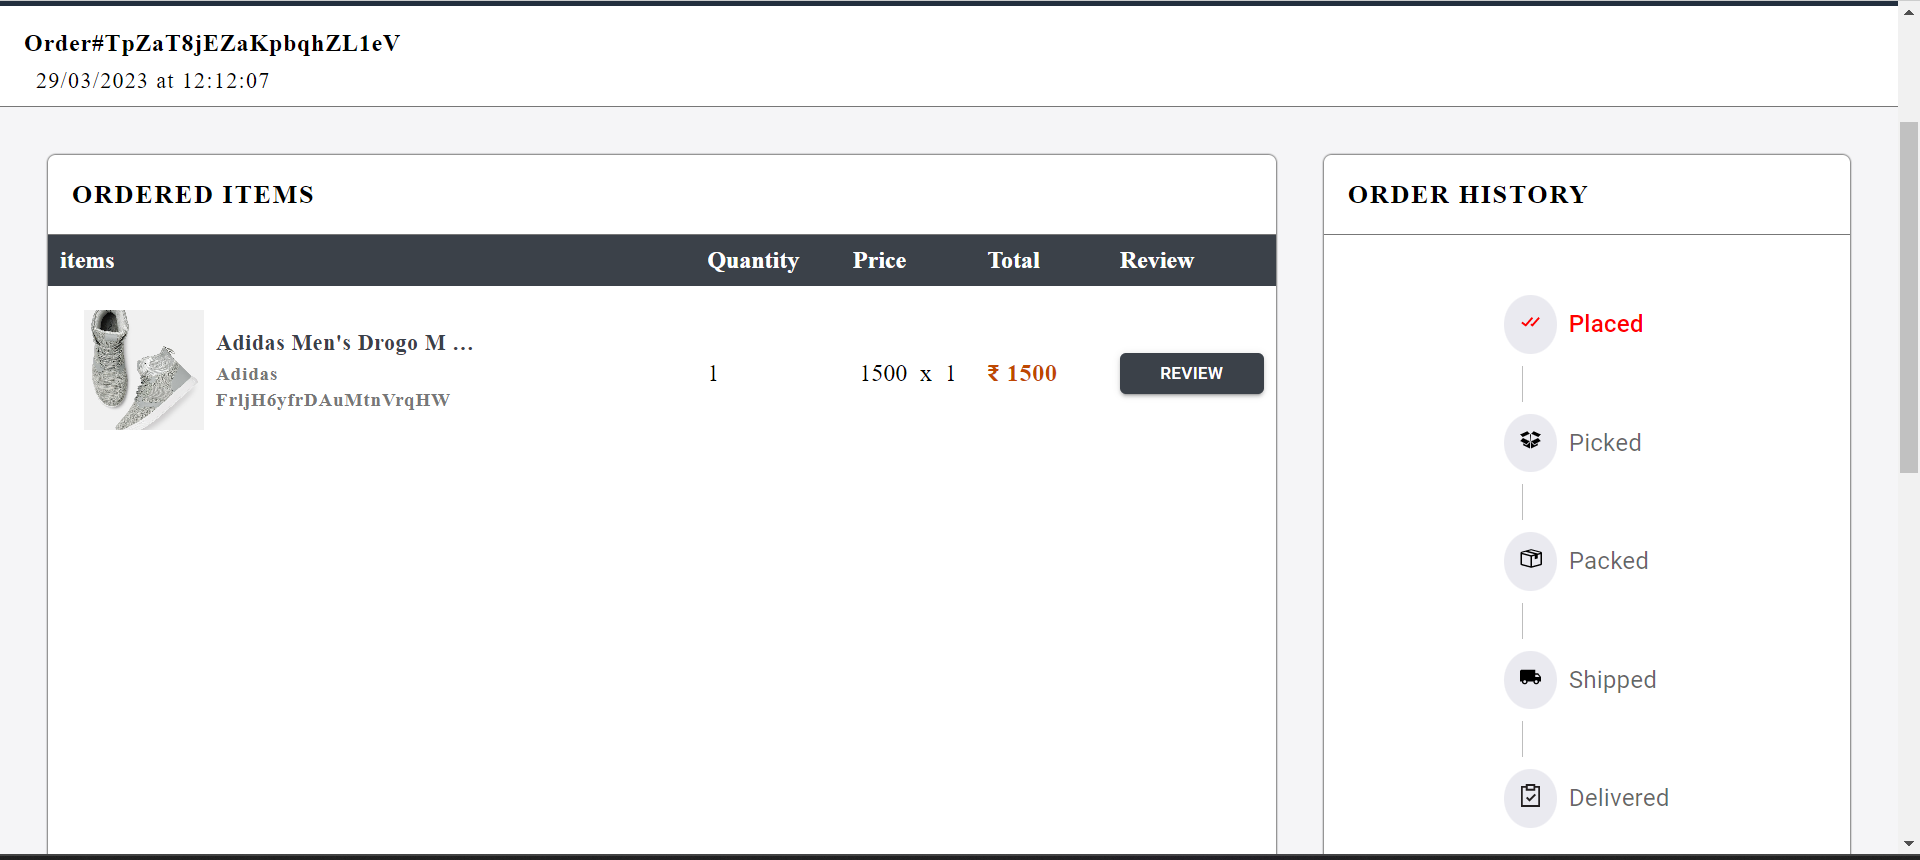 Order#TpZaT8jEZaKpbqhZL1eV
29/03/2023 at 12:12:07
ORDERED ITEMS
items Quantity Price Total Review
Adidas Men's Drogo M ...
Adidas
FrljH6yfrDAuMtnVrqHW
1 1500 x 1 ₹ 1500 REVIEW
ORDER HISTORY
Placed
Picked
Packed
Shipped
Delivered